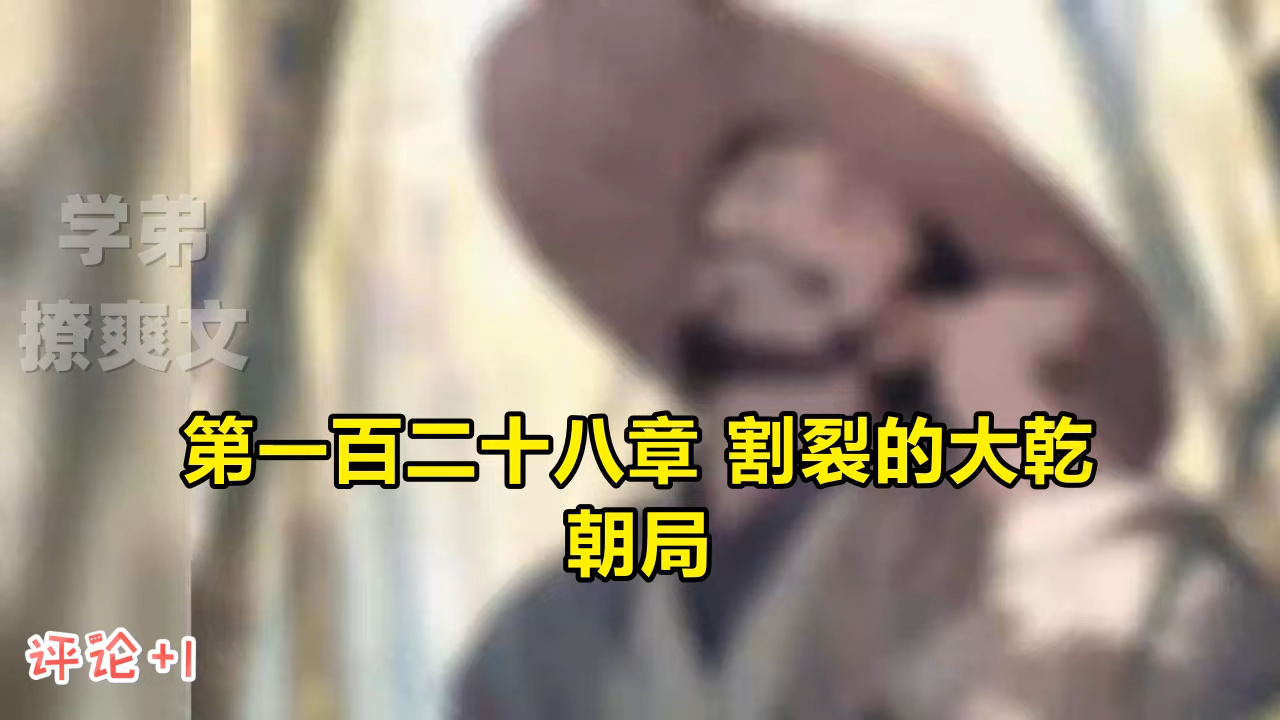 学弟
撩爽文
第一百二十八章 割裂的大乾
朝局
评论+1